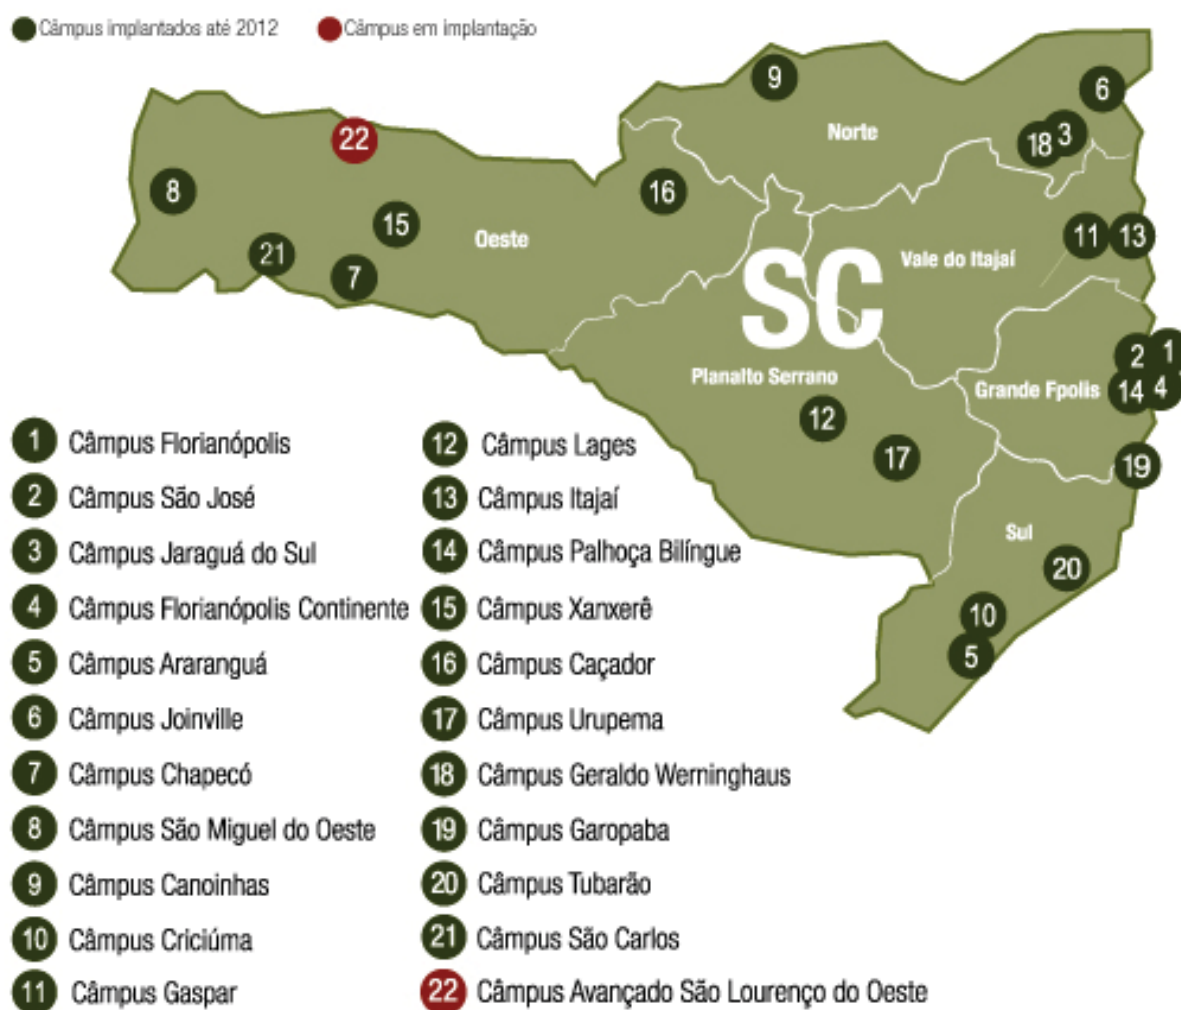 Câmpus implantados até 2012
Câmpus em implantação
9
6
Norte
3
18
22
8
16
15
Oeste
21
7
11
13
Vale do Itajaí
SC
2
1
Planalto Serrano
Grande Fpolis
14
4
12
17
19
Sul
20
10
5
1 Câmpus Florianópolis
2 Câmpus São José
3 Câmpus Jaraguá do Sul
4 Câmpus Florianópolis Continente
5 Câmpus Araranguá
6 Câmpus Joinville
7 Câmpus Chapecó
8 Câmpus São Miguel do Oeste
9 Câmpus Canoinhas
10 Câmpus Criciúma
11 Câmpus Gaspar
12 Câmpus Lages
13 Câmpus Itajaí
14 Câmpus Palhoça Bilíngue
15 Câmpus Xanxerê
16 Câmpus Caçador
17 Câmpus Urupema
18 Câmpus Geraldo Werninghaus
19 Câmpus Garopaba
20 Câmpus Tubarão
21 Câmpus São Carlos
22 Câmpus Avançado São Lourenço do Oeste